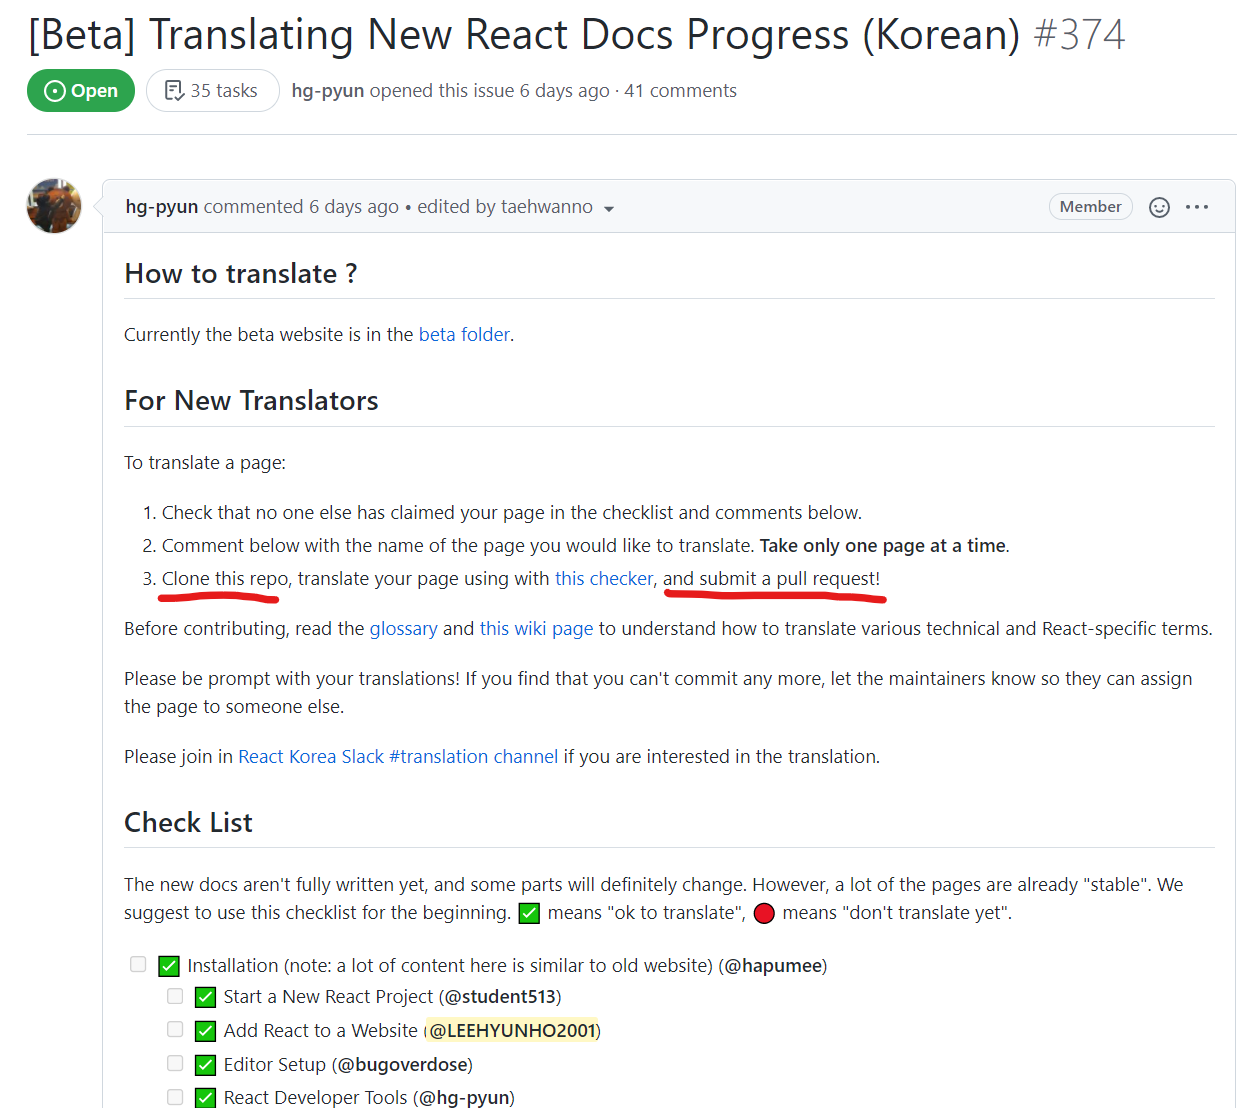 [Beta] Translating New React Docs Progress (Korean) #374
Open 35 tasks hg-pyun opened this issue 6 days ago · 41 comments
hg-pyun commented 6 days ago • edited by taehwanno Member
How to translate ?
Currently the beta website is in the beta folder.
For New Translators
To translate a page:
1. Check that no one else has claimed your page in the checklist and comments below.
2. Comment below with the name of the page you would like to translate. Take only one page at a time.
3. Clone this repo, translate your page using with this checker, and submit a pull request!
Before contributing, read the glossary and this wiki page to understand how to translate various technical and React-specific terms.
Please be prompt with your translations! If you find that you can't commit any more, let the maintainers know so they can assign
the page to someone else.
Please join in React Korea Slack #translation channel if you are interested in the translation.
Check List
The new docs aren't fully written yet, and some parts will definitely change. However, a lot of the pages are already "stable". We
suggest to use this checklist for the beginning. ✅ means "ok to translate", 🔴 means "don't translate yet".
✅ Installation (note: a lot of content here is similar to old website) (@hapumee)
✅ Start a New React Project (@student513)
✅ Add React to a Website (@LEEHYUNHO2001)
✅ Editor Setup (@bugoverdose)
✅ React Developer Tools (@hg-pyun)